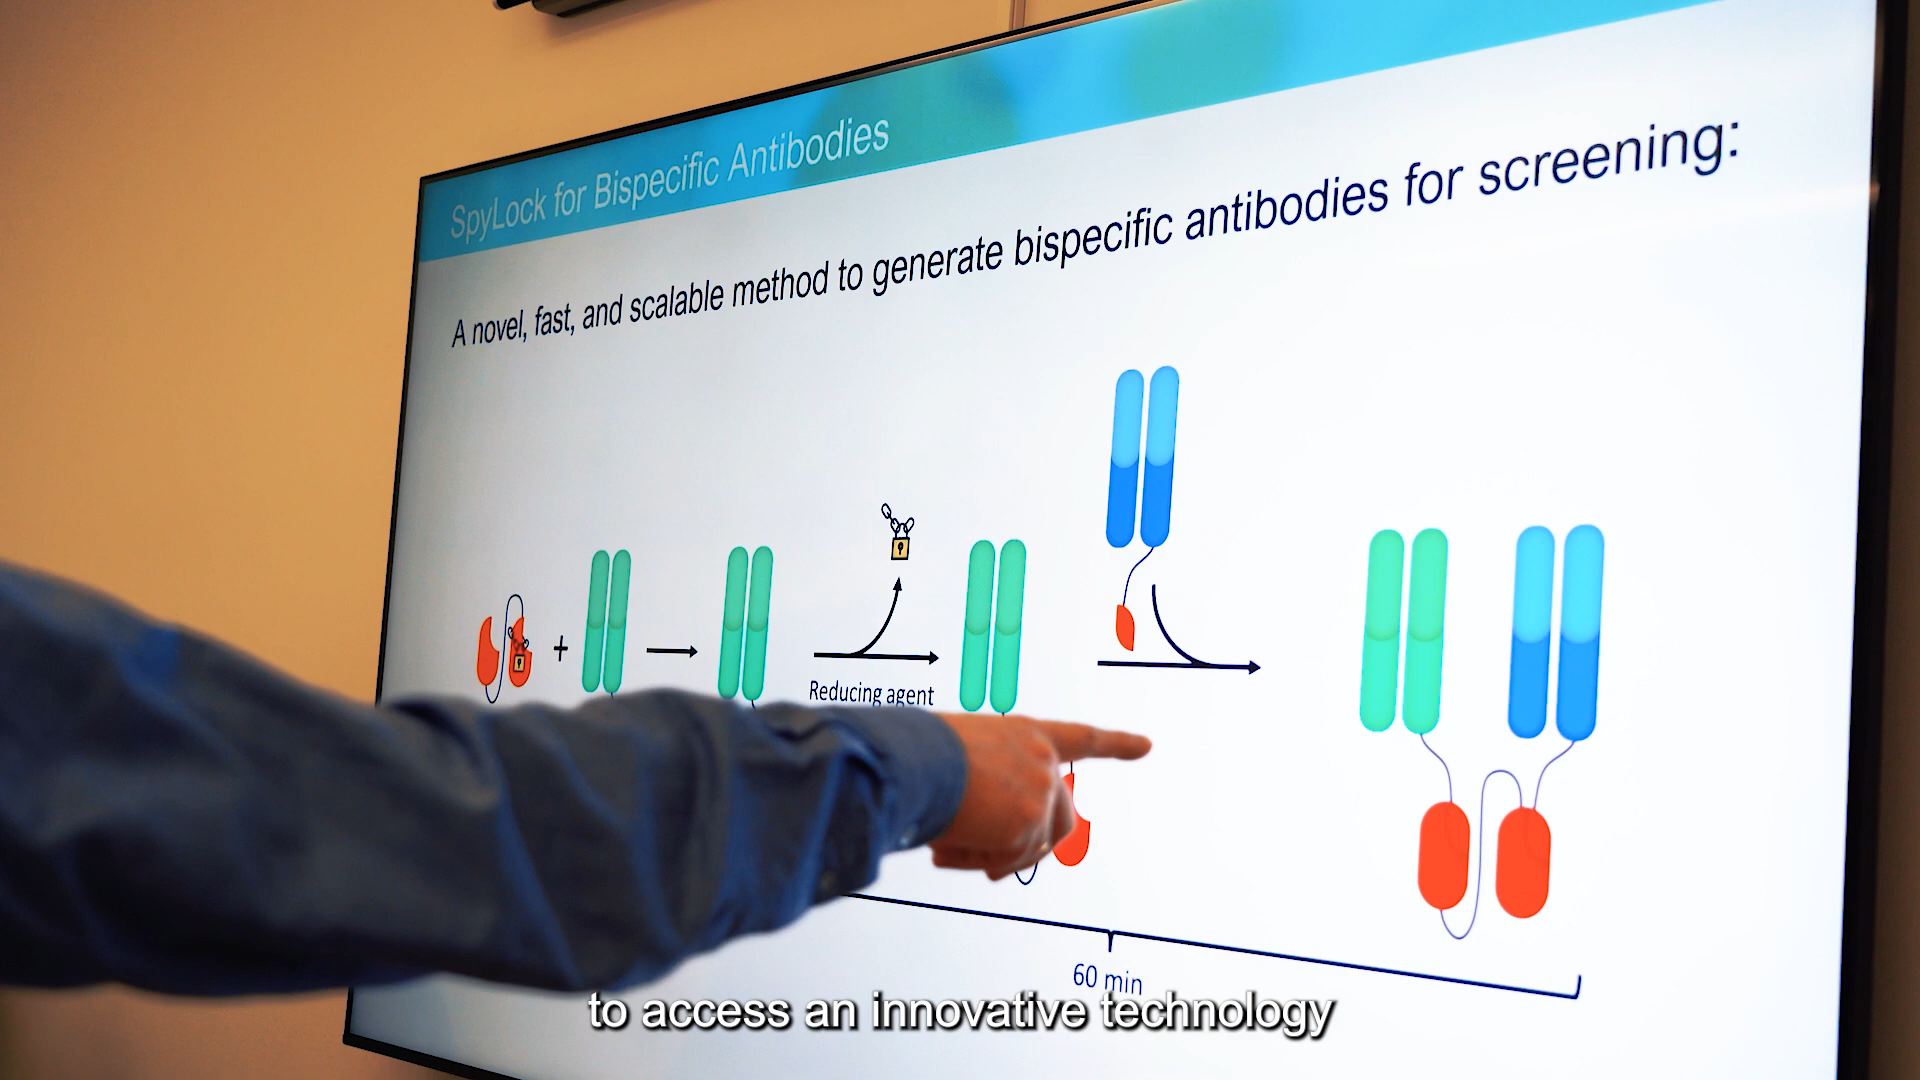 SpyLock for Bispecific Antibodies
A novel, fast, and scalable method to generate bispecific antibodies for screening:
+
Reducing agent
60 min
to access an innovative technology